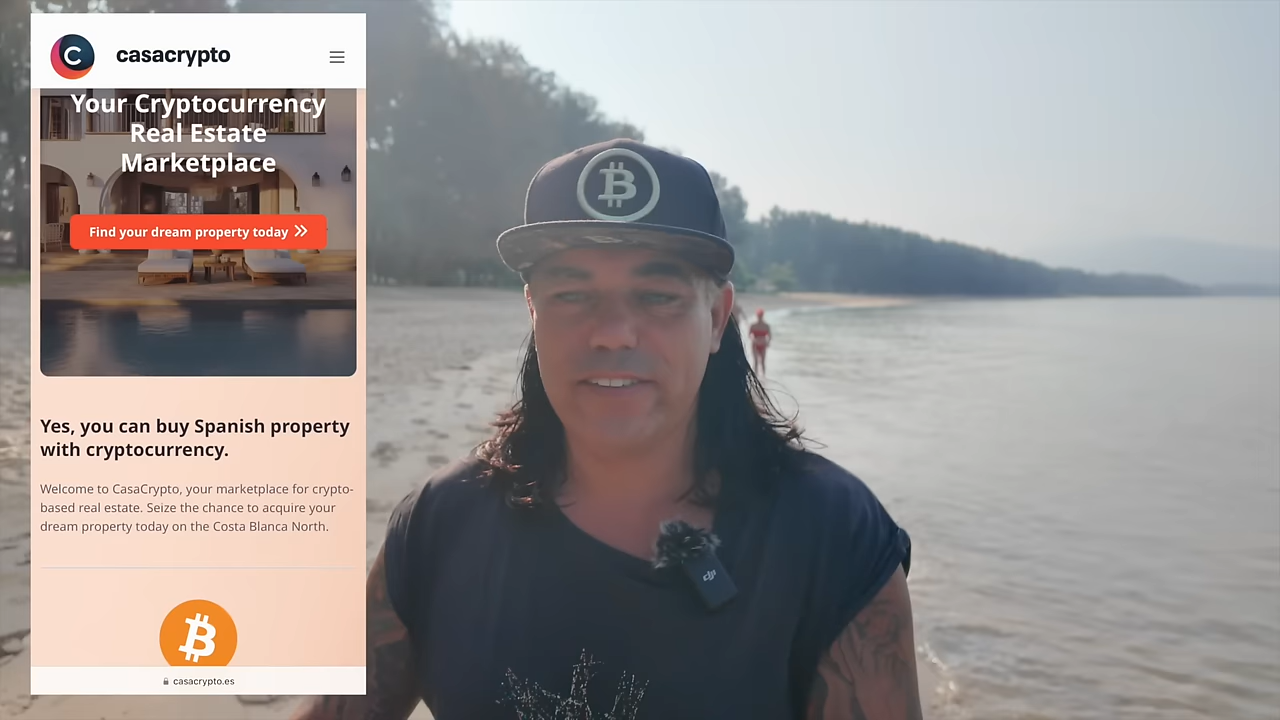 casacrypto
Your Cryptocurrency
Real Estate
Marketplace
Find your dream property today
Yes, you can buy Spanish property
with cryptocurrency.
Welcome to CasaCrypto, your marketplace for crypto-
based real estate. Seize the chance to acquire your
dream property today on the Costa Blanca North.
casacrypto.es
dji